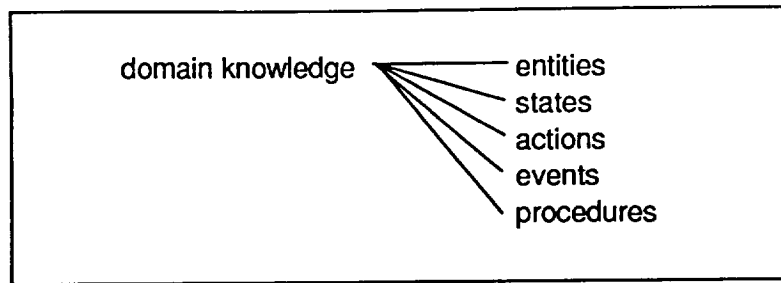 domain knowledge
entities
states
actions
events
procedures